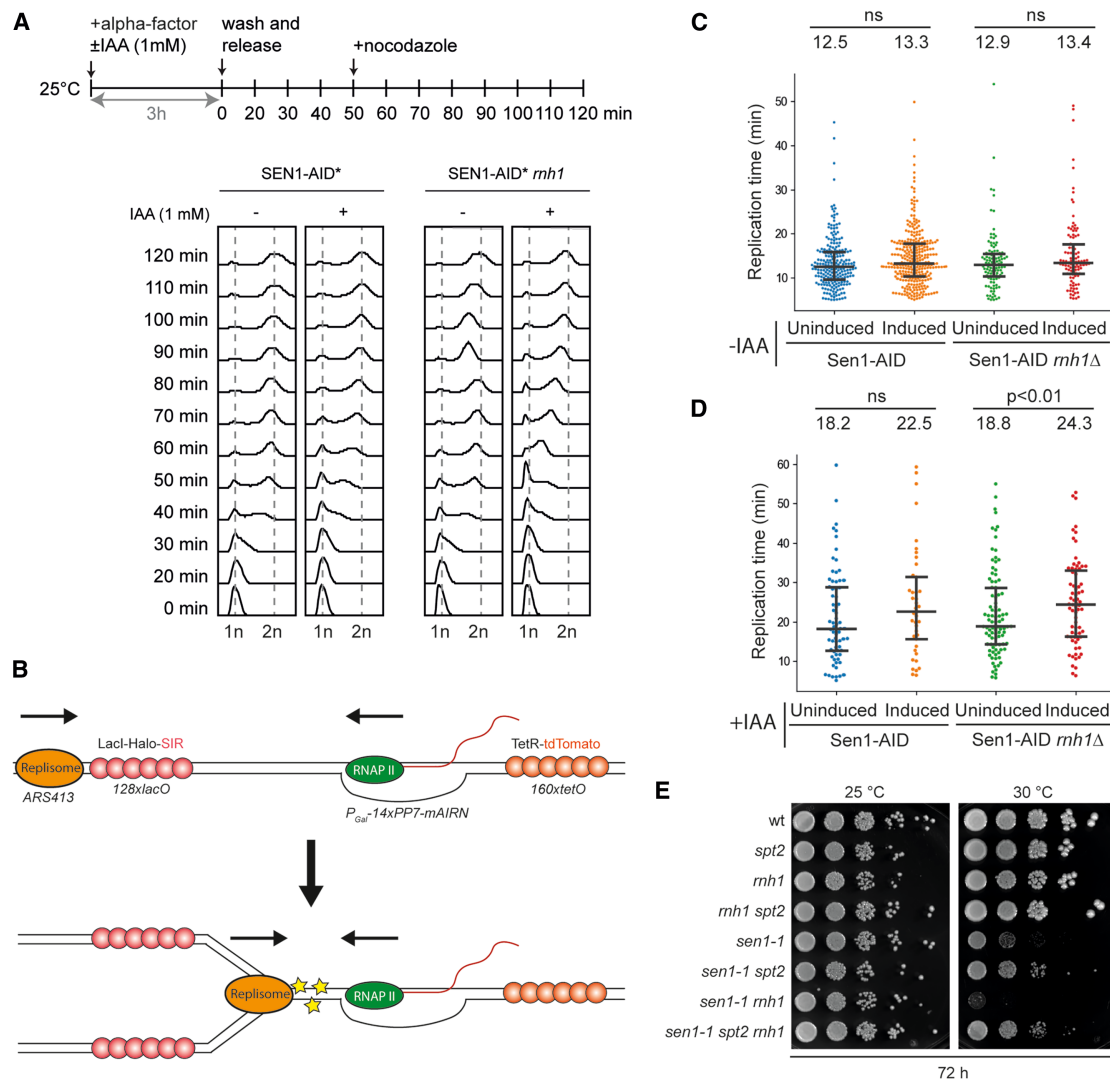 A
+alpha-factor
±IAA (1mM)
wash and
release
+nocodazole
25°C
3h
0 20 30 40 50 60 70 80 90 100 110 120 min
SEN1-AID*
SEN1-AID* rnh1
IAA (1 mM)
- + - +
120 min
110 min
100 min
90 min
80 min
70 min
60 min
50 min
40 min
30 min
20 min
0 min
1n 2n 1n 2n 1n 2n 1n 2n
B
LacI-Halo-SIR
TetR-tdTomato
Replisome
RNAP II
ARS413
128xlacO
160xtetO
PGal-14xPP7-mAIRN
Replisome
RNAP II
C
ns ns
12.5 13.3 12.9 13.4
Replication time (min)
50
40
30
20
10
Uninduced Induced Uninduced Induced
-IAA
Sen1-AID Sen1-AID rnh1Δ
D
ns p<0.01
18.2 22.5 18.8 24.3
Replication time (min)
60
50
40
30
20
10
Uninduced Induced Uninduced Induced
+IAA
Sen1-AID Sen1-AID rnh1Δ
E
25 °C 30 °C
wt
spt2
rnh1
rnh1 spt2
sen1-1
sen1-1 spt2
sen1-1 rnh1
sen1-1 spt2 rnh1
72 h